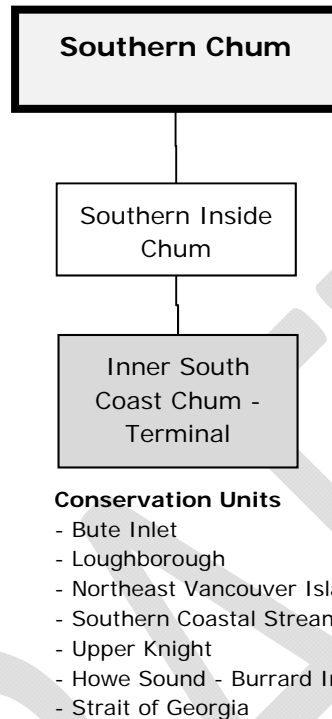 Southern Chum
Southern Inside
Chum
Inner South
Coast Chum -
Terminal
Conservation Units
- Bute Inlet
- Loughborough
- Northeast Vancouver
- Southern Coastal
- Upper Knight
- Howe Sound - Burrard
- Strait of Georgia